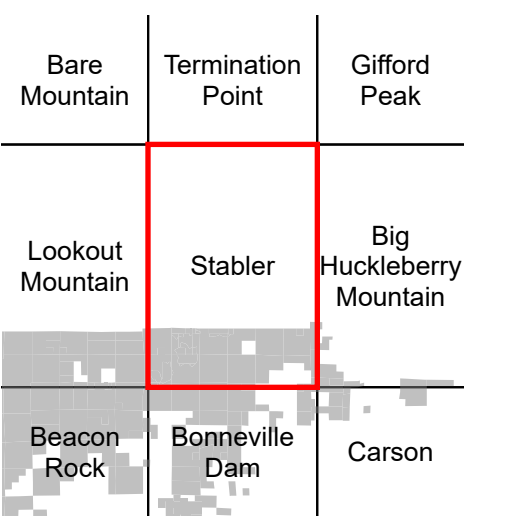 Bare
Mountain
Termination
Point
Gifford
Peak
Lookout
Mountain
Stabler
Big
Huckleberry
Mountain
Beacon
Rock
Bonneville
Dam
Carson